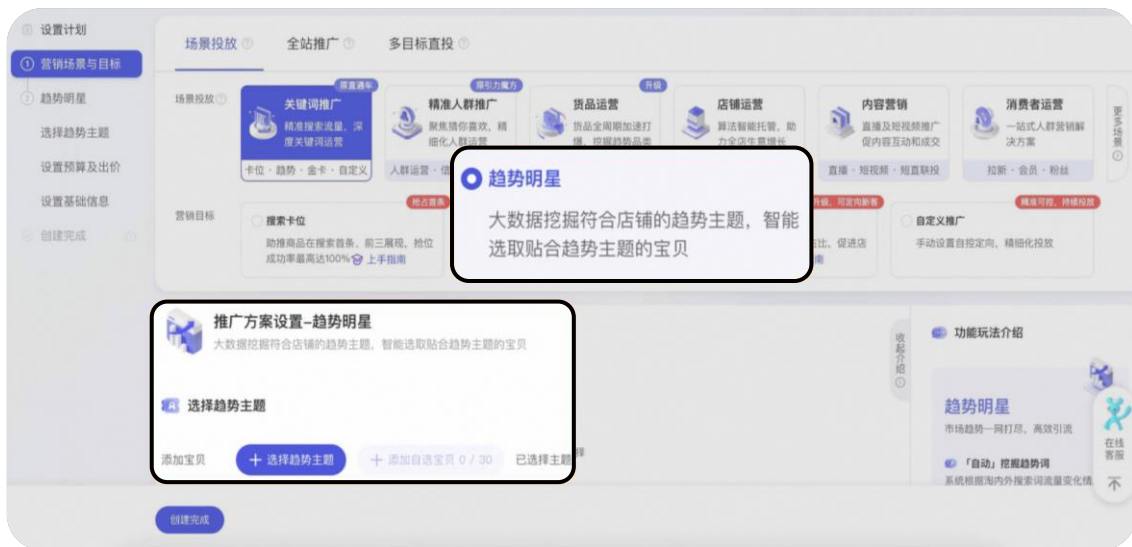 设置计划
① 营销场景与目标
② 趋势明星
选择趋势主题
设置预算及出价
设置基础信息
创建完成
场景投放
全站推广
多目标直投
场景投放
原直通车
关键词推广
精准搜索流量，深
度关键词运营
卡位 · 趋势 · 金卡 · 自定义
原引力魔方
精准人群推广
聚焦猜你喜欢，精
细化人群运营
人群运营 · 信
升级
货品运营
货品全周期加速打
爆，挖掘趋势品类
店铺运营
算法智能托管，助
力全店生意增长
内容营销
直播及短视频推广
促内容互动和成交
直播 · 短视频 · 短直联投
消费者运营
一站式人群营销解
决方案
拉新 · 会员 · 粉丝
更多场景
营销目标
抢占首条
搜索卡位
助推商品在搜索首条、前三展现，抢位
成功率最高达100% 上手指南
趋势明星
大数据挖掘符合店铺的趋势主题，智能
选取贴合趋势主题的宝贝
升级，可定向新客
占比，促进店
南
精准可控，持续投放
自定义推广
手动设置自控定向，精细化投放
推广方案设置–趋势明星
大数据挖掘符合店铺的趋势主题，智能选取贴合趋势主题的宝贝
选择趋势主题
添加宝贝
＋ 选择趋势主题
＋ 添加自选宝贝 0 / 30
已选择主题
择
收起介绍
功能玩法介绍
趋势明星
市场趋势一网打尽，高效引流
「自动」挖掘趋势词
系统根据淘内外搜索词流量变化情
在线
客服
创建完成